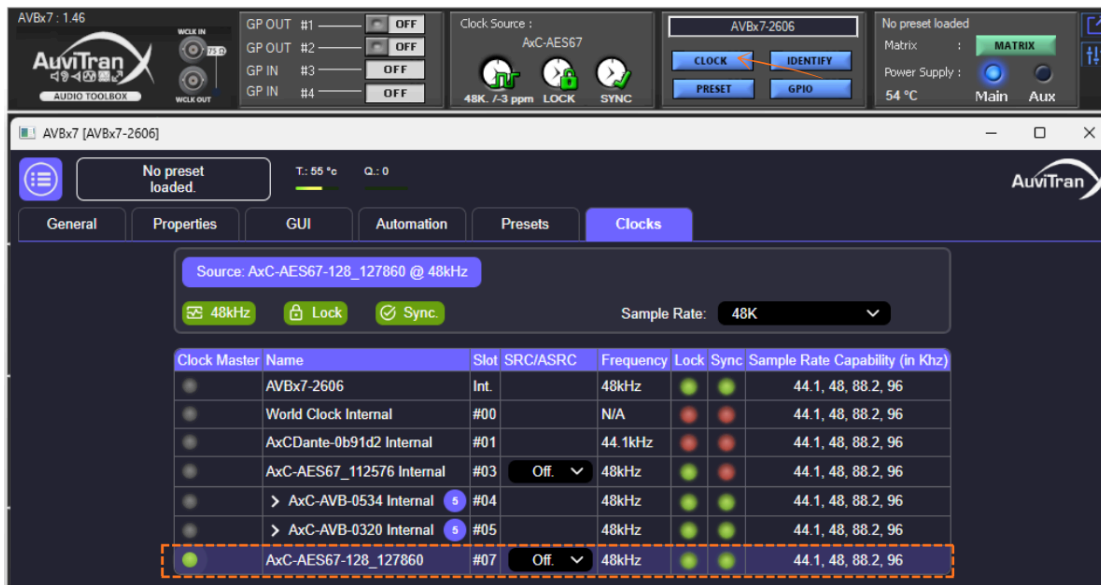 AVBx7 : 1.46
AuviTran
AUDIO TOOLBOX
WCLK IN
75 Ω
WCLK OUT
GP OUT #1 OFF
GP OUT #2 OFF
GP IN #3 OFF
GP IN #4 OFF
Clock Source :
AxC-AES67
48K. /-3 ppm LOCK SYNC
AVBx7-2606
CLOCK IDENTIFY
PRESET GPIO
No preset loaded
Matrix : MATRIX
Power Supply :
54 °C Main Aux
AVBx7 [AVBx7-2606]
No preset
loaded.
T.: 55 °c Q.: 0
AuviTran
General Properties GUI Automation Presets Clocks
Source: AxC-AES67-128_127860 @ 48kHz
48kHz Lock Sync. Sample Rate: 48K
Clock Master Name Slot SRC/ASRC Frequency Lock Sync Sample Rate Capability (in Khz)
AVBx7-2606 Int. 48kHz 44.1, 48, 88.2, 96
World Clock Internal #00 N/A 44.1, 48, 88.2, 96
AxCDante-0b91d2 Internal #01 44.1kHz 44.1, 48, 88.2, 96
AxC-AES67_112576 Internal #03 Off. 48kHz 44.1, 48, 88.2, 96
> AxC-AVB-0534 Internal 5 #04 48kHz 44.1, 48, 88.2, 96
> AxC-AVB-0320 Internal 5 #05 48kHz 44.1, 48, 88.2, 96
AxC-AES67-128_127860 #07 Off. 48kHz 44.1, 48, 88.2, 96